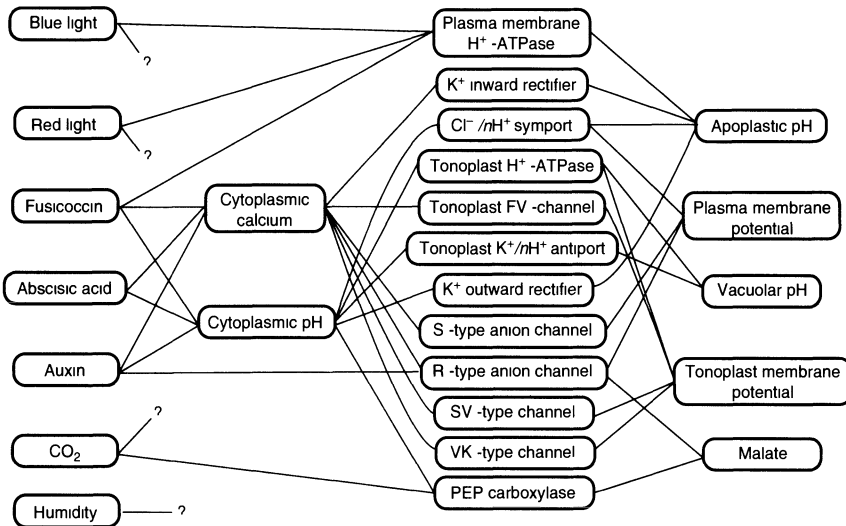 Blue light
?
Red light
?
Fusicoccin
Abscisic acid
Auxin
?
CO₂
Humidity
?
Cytoplasmic
calcium
Cytoplasmic pH
Plasma membrane
H⁺ -ATPase
K⁺ inward rectifier
Cl⁻ /nH⁺ symport
Tonoplast H⁺ -ATPase
Tonoplast FV -channel
Tonoplast K⁺/nH⁺ antiport
K⁺ outward rectifier
S -type anion channel
R -type anion channel
SV -type channel
VK -type channel
PEP carboxylase
Apoplastic pH
Plasma membrane
potential
Vacuolar pH
Tonoplast membrane
potential
Malate